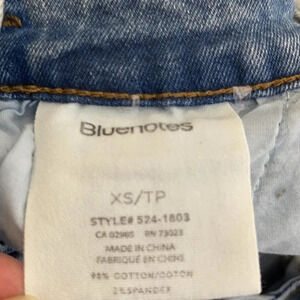 Bluenotes
XS/TP
STYLE# 524-1803
CA 02965 RN 73023
MADE IN CHINA
FABRIQUÉ EN CHINE
98% COTTON/COTON
2% SPANDEX